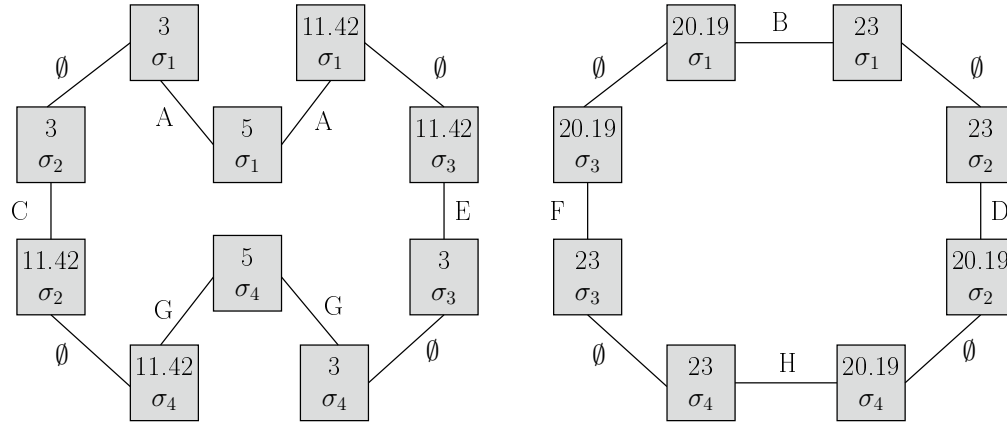 3
σ₁
11.42
σ₁
∅
∅
A
A
3
σ₂
5
σ₁
11.42
σ₃
C
E
11.42
σ₂
5
σ₄
3
σ₃
G
G
∅
∅
11.42
σ₄
3
σ₄
20.19
σ₁
B
23
σ₁
∅
∅
20.19
σ₃
23
σ₂
F
D
23
σ₃
20.19
σ₂
∅
∅
23
σ₄
H
20.19
σ₄